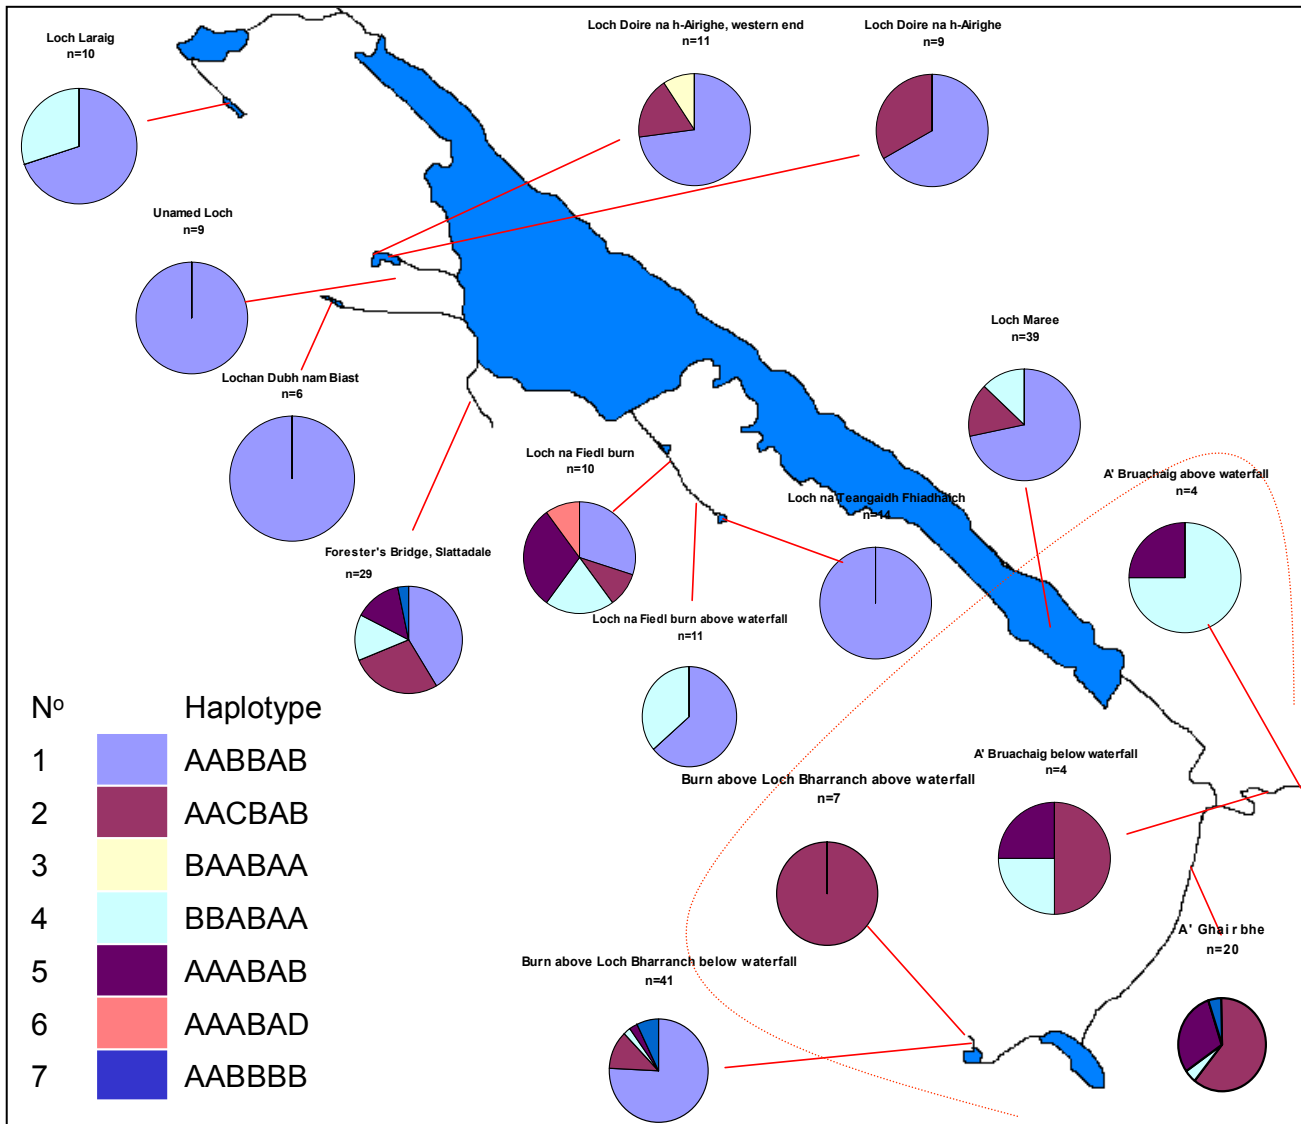 Loch Laraig
n=10
Loch Doire na h-Airighe, western end
n=11
Loch Doire na h-Airighe
n=9
Unamed Loch
n=9
Lochan Dubh nam Biast
n=6
Loch Maree
n=39
Loch na Fiedl burn
n=10
A' Bruachaig above waterfall
n=4
Loch na Teangaidh Fhiadhaich
n=14
Forester's Bridge, Slattadale
n=29
Loch na Fiedl burn above waterfall
n=11
A' Bruachaig below waterfall
n=4
Burn above Loch Bharranch above waterfall
n=7
A' Ghairbhe
n=20
Burn above Loch Bharranch below waterfall
n=41
Nº Haplotype
1 AABBAB
2 AACBAB
3 BAABAA
4 BBABAA
5 AAABAB
6 AAABAD
7 AABBBB